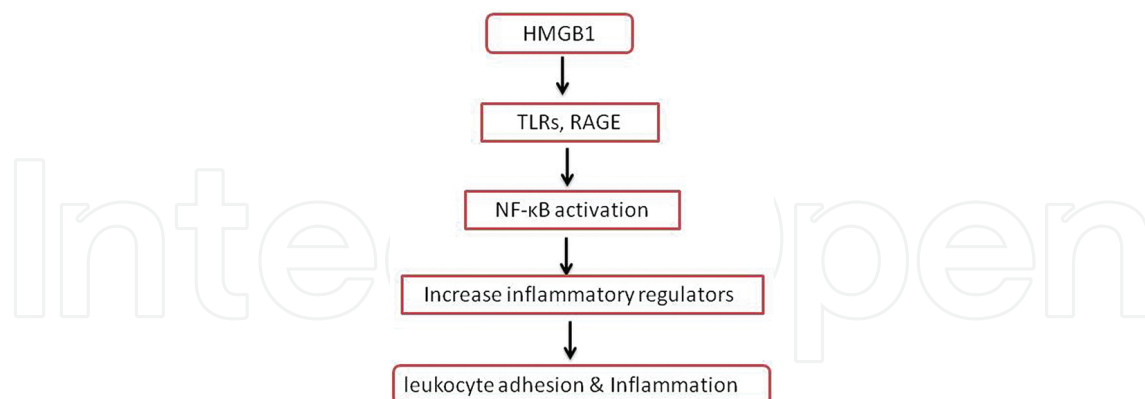 HMGB1
TLRs, RAGE
NF-κB activation
Increase inflammatory regulators
leukocyte adhesion & Inflammation